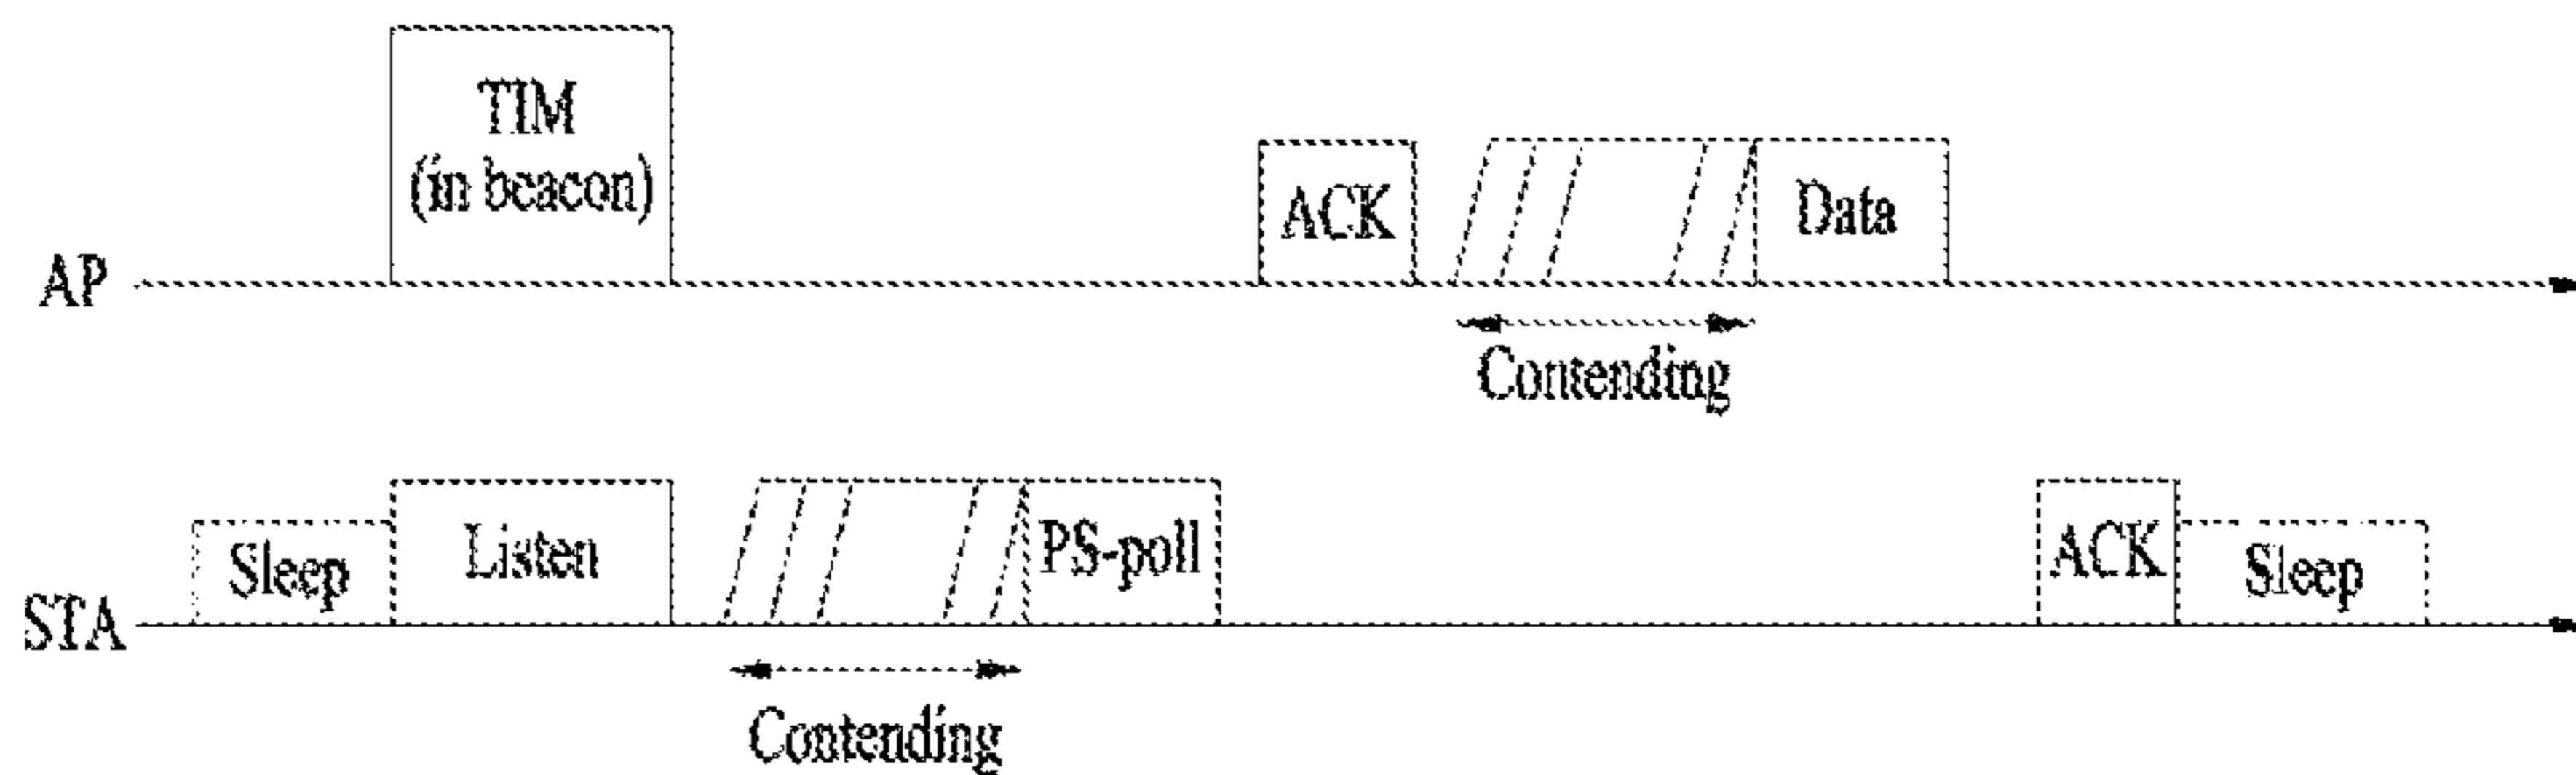 TIM
(in beacon)
ACK
Data
AP
Contending
Sleep
Listen
PS-poll
ACK
Sleep
STA
Contending